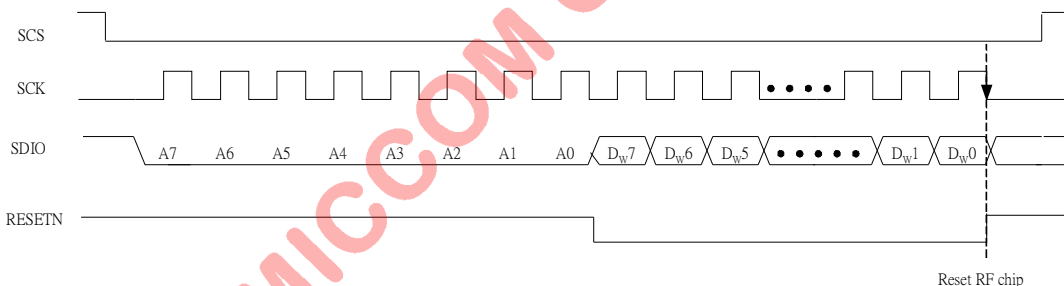 SCS
SCK
SDIO A7 A6 A5 A4 A3 A2 A1 A0 DW7 DW6 DW5 DW1 DW0
RESETN
Reset RF chip
MICCOM